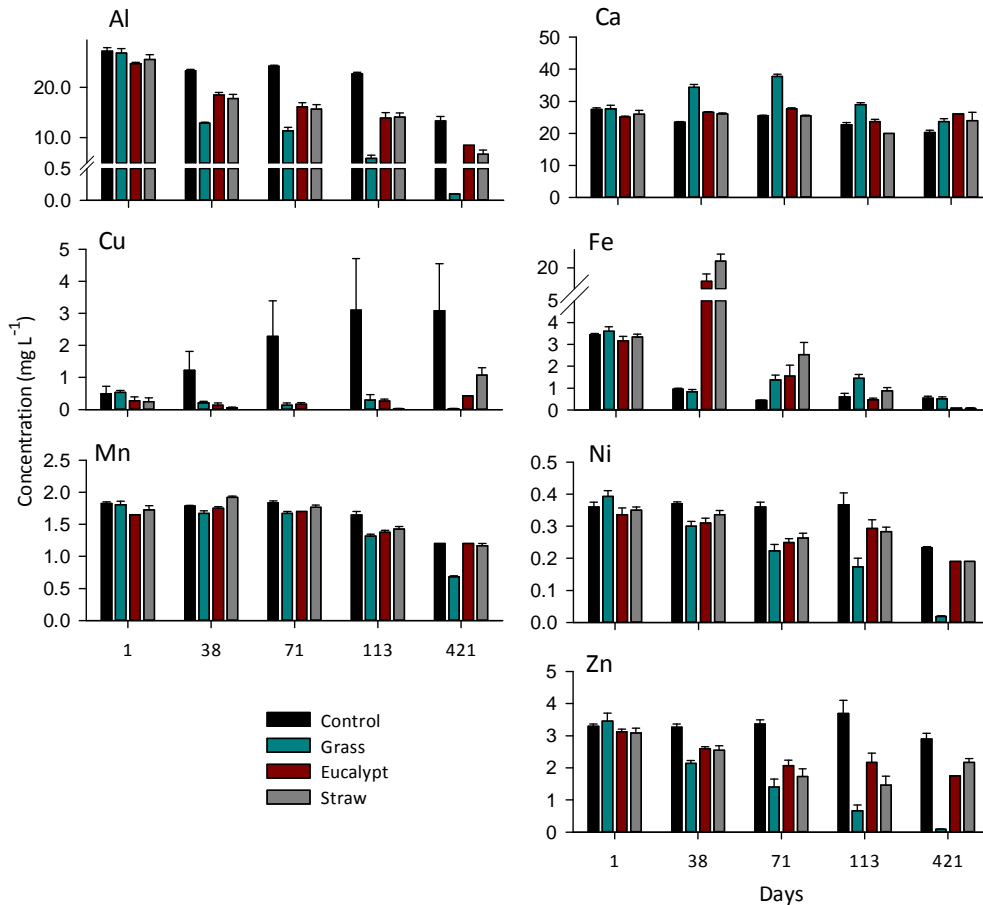 Al
20.0
10.0
0.5
0.0
Ca
50
40
30
20
10
0
Cu
5
4
3
2
1
0
Fe
20
5
4
3
2
1
0
Concentration (mg L⁻¹)
Mn
2.5
2.0
1.5
1.0
0.5
0.0
1 38 71 113 421
Ni
0.5
0.4
0.3
0.2
0.1
0.0
Control
Grass
Eucalypt
Straw
Zn
5
4
3
2
1
0
1 38 71 113 421
Days